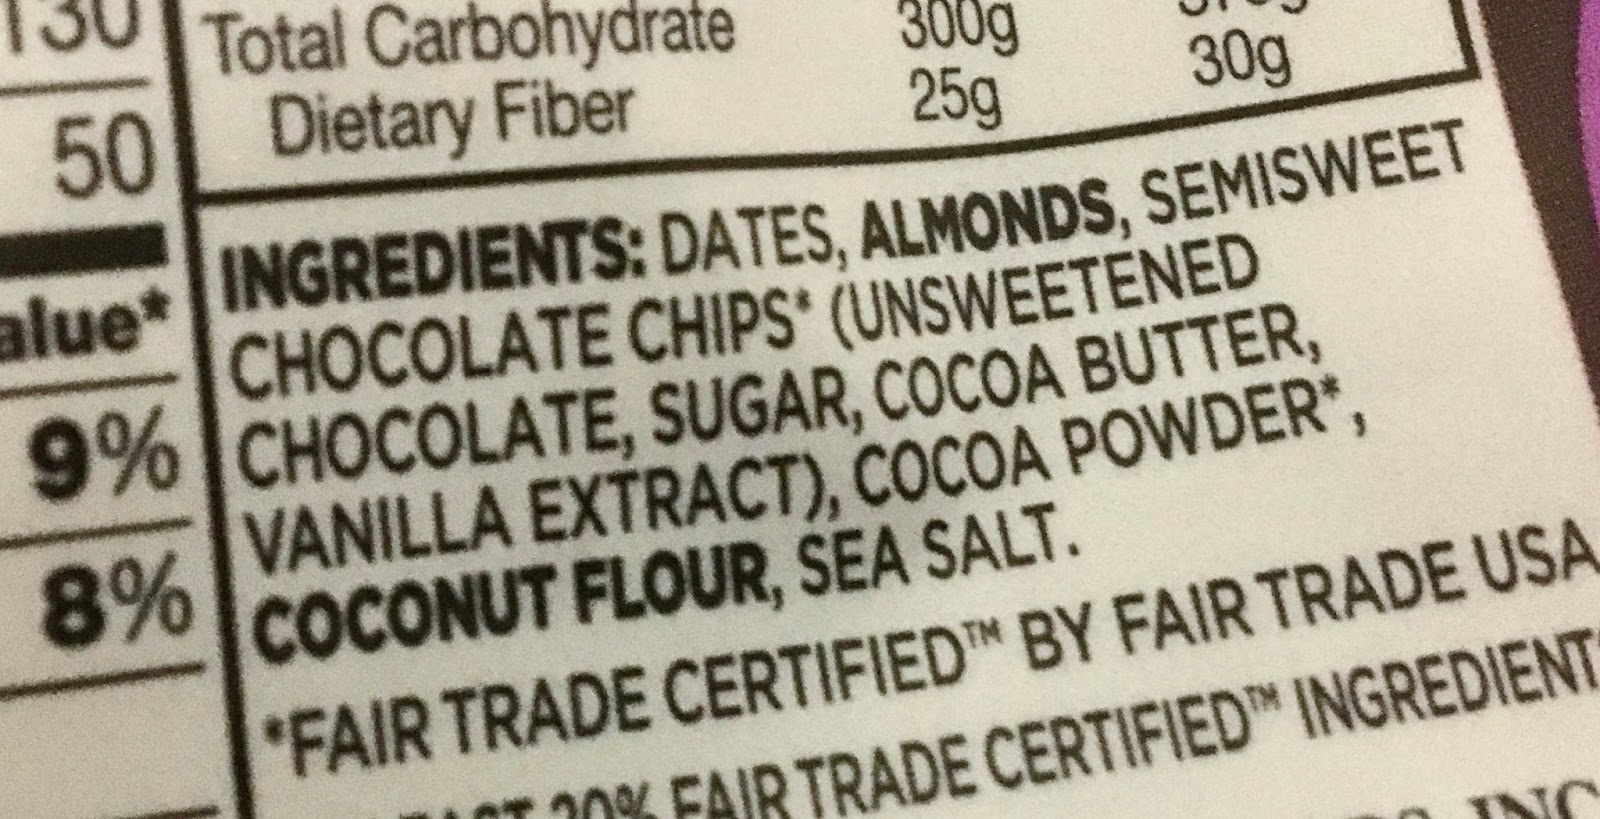 130
50
alue*
9%
8%
Total Carbohydrate 300g
Dietary Fiber 25g 30g
INGREDIENTS: DATES, ALMONDS, SEMISWEET
CHOCOLATE CHIPS* (UNSWEETENED
CHOCOLATE, SUGAR, COCOA BUTTER,
VANILLA EXTRACT), COCOA POWDER*,
COCONUT FLOUR, SEA SALT.
*FAIR TRADE CERTIFIED™ BY FAIR TRADE USA
20% FAIR TRADE CERTIFIED™ INGREDIENT
INC